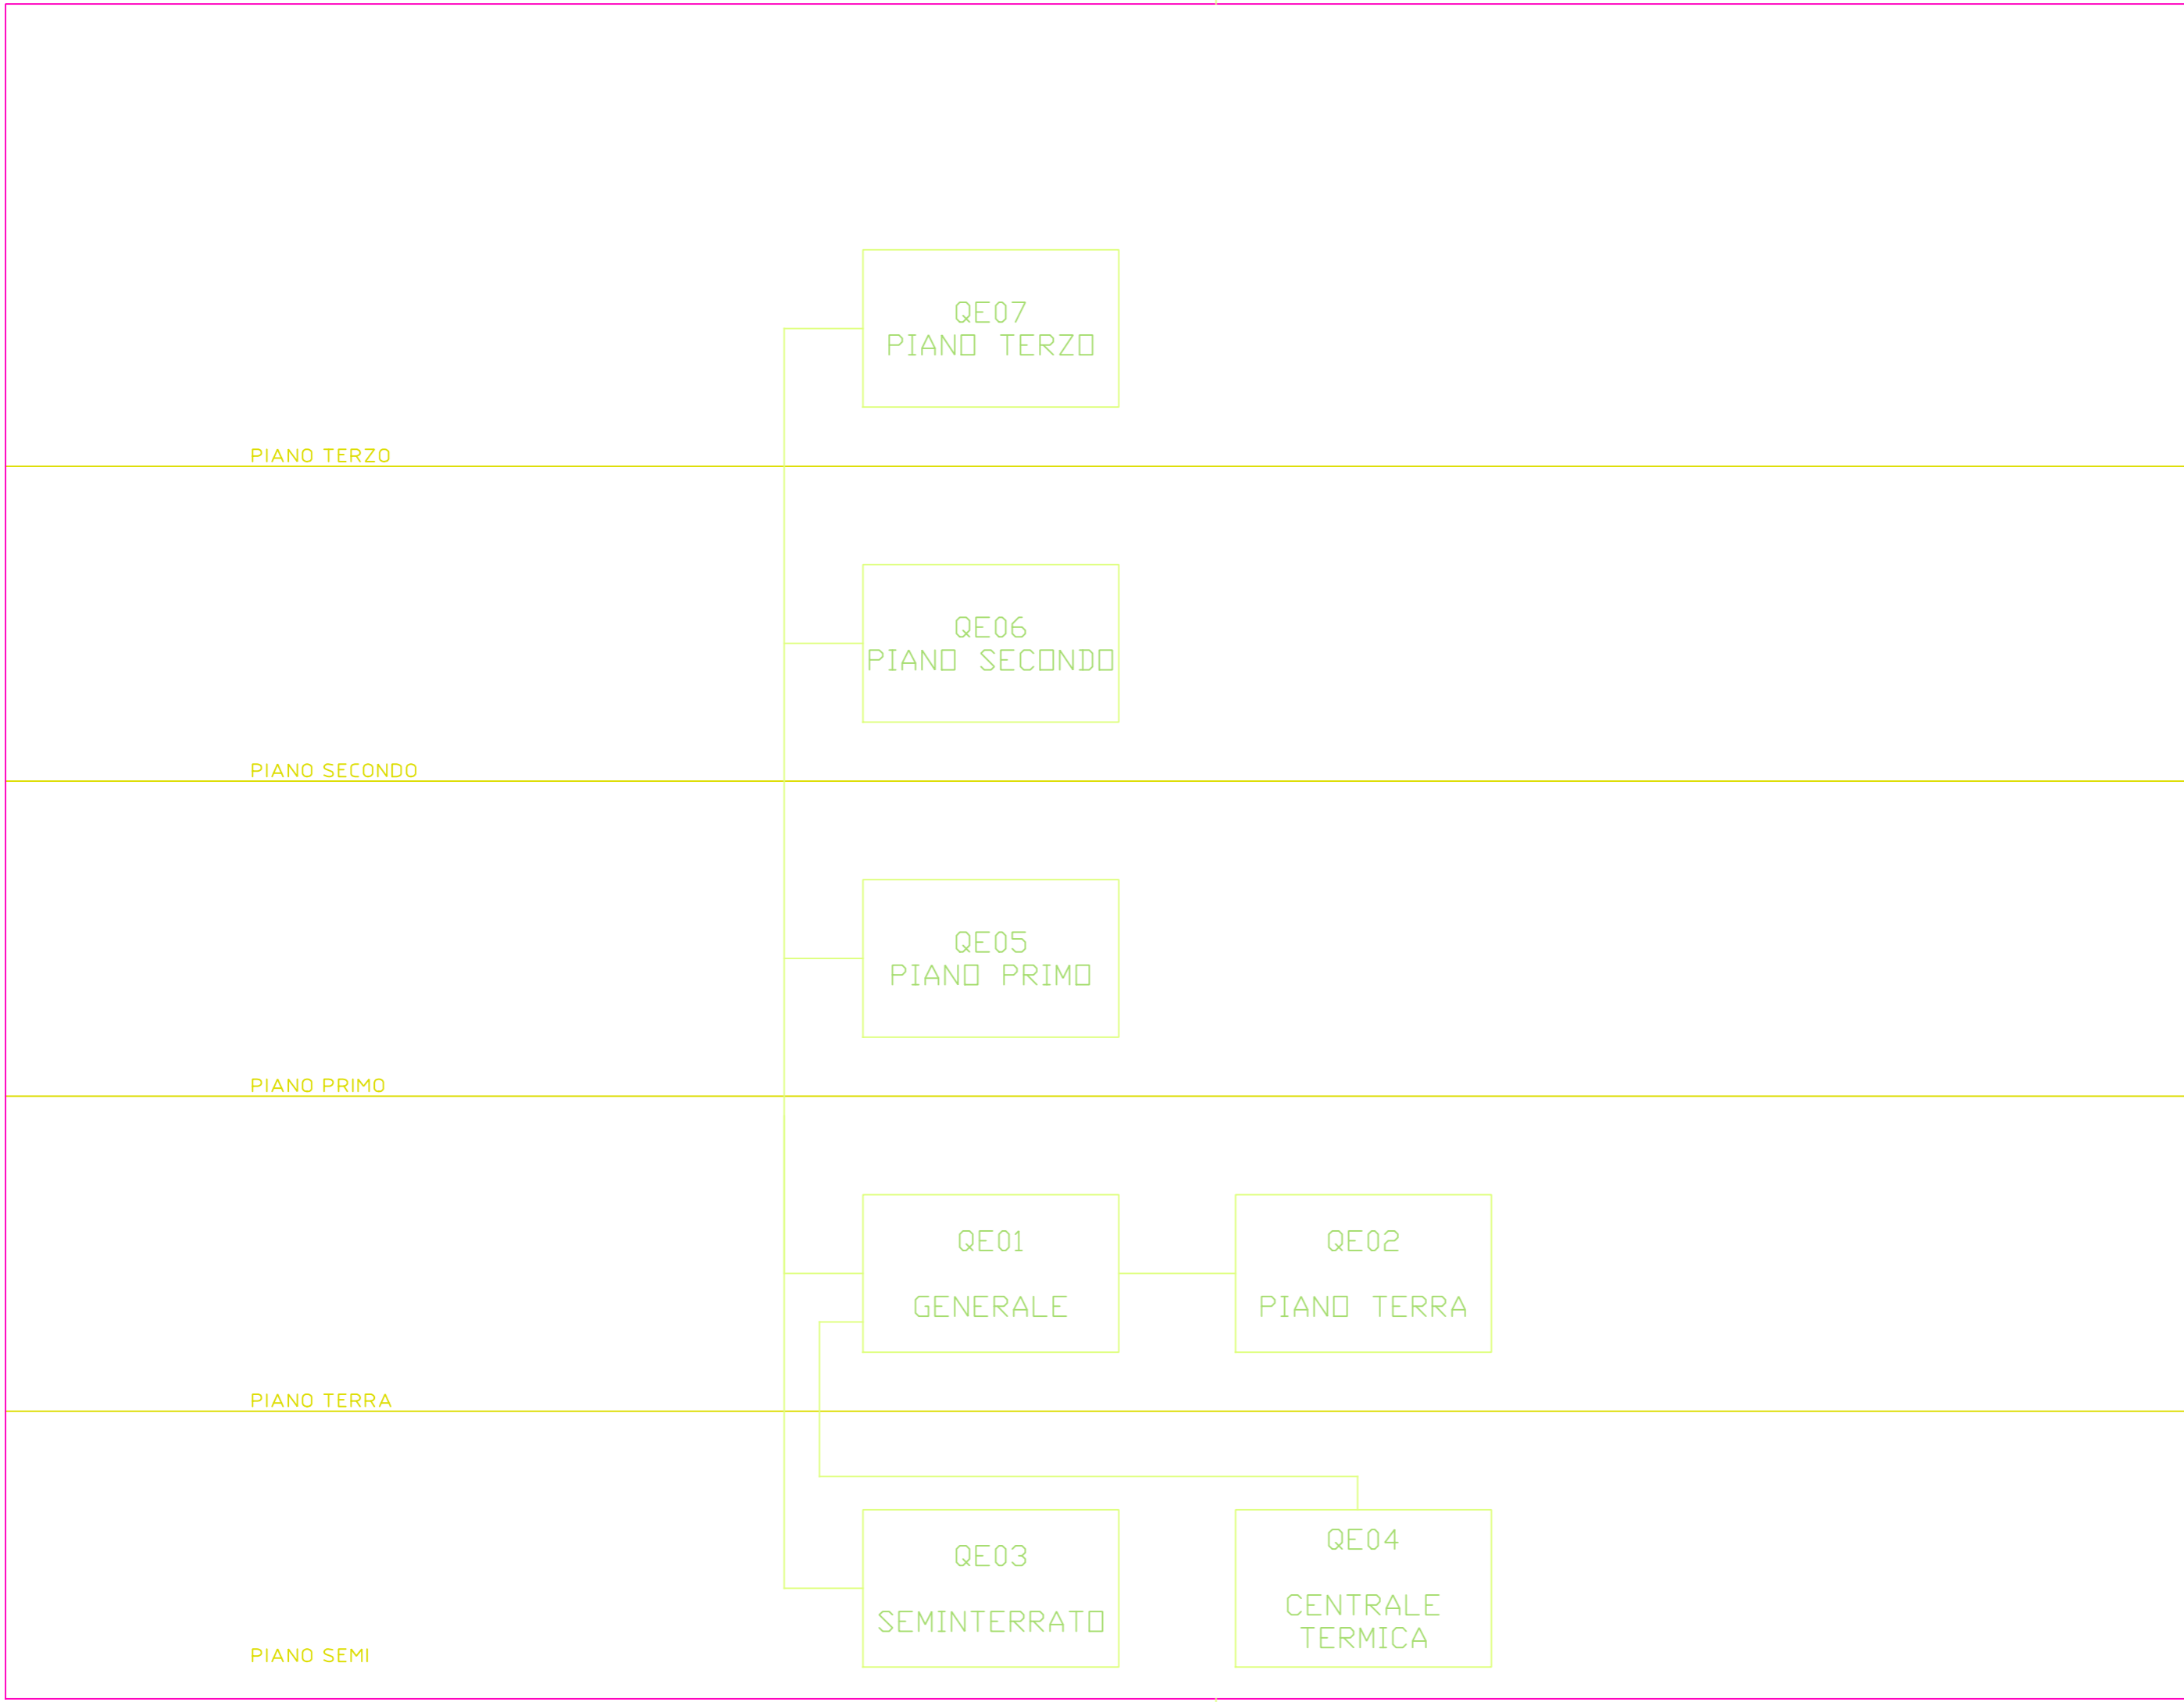 QE07
PIANO TERZO
PIANO TERZO
QE06
PIANO SECONDO
PIANO SECONDO
QE05
PIANO PRIMO
PIANO PRIMO
QE01
GENERALE
QE02
PIANO TERRA
PIANO TERRA
QE03
SEMINTERRATO
QE04
CENTRALE
TERMICA
PIANO SEMI